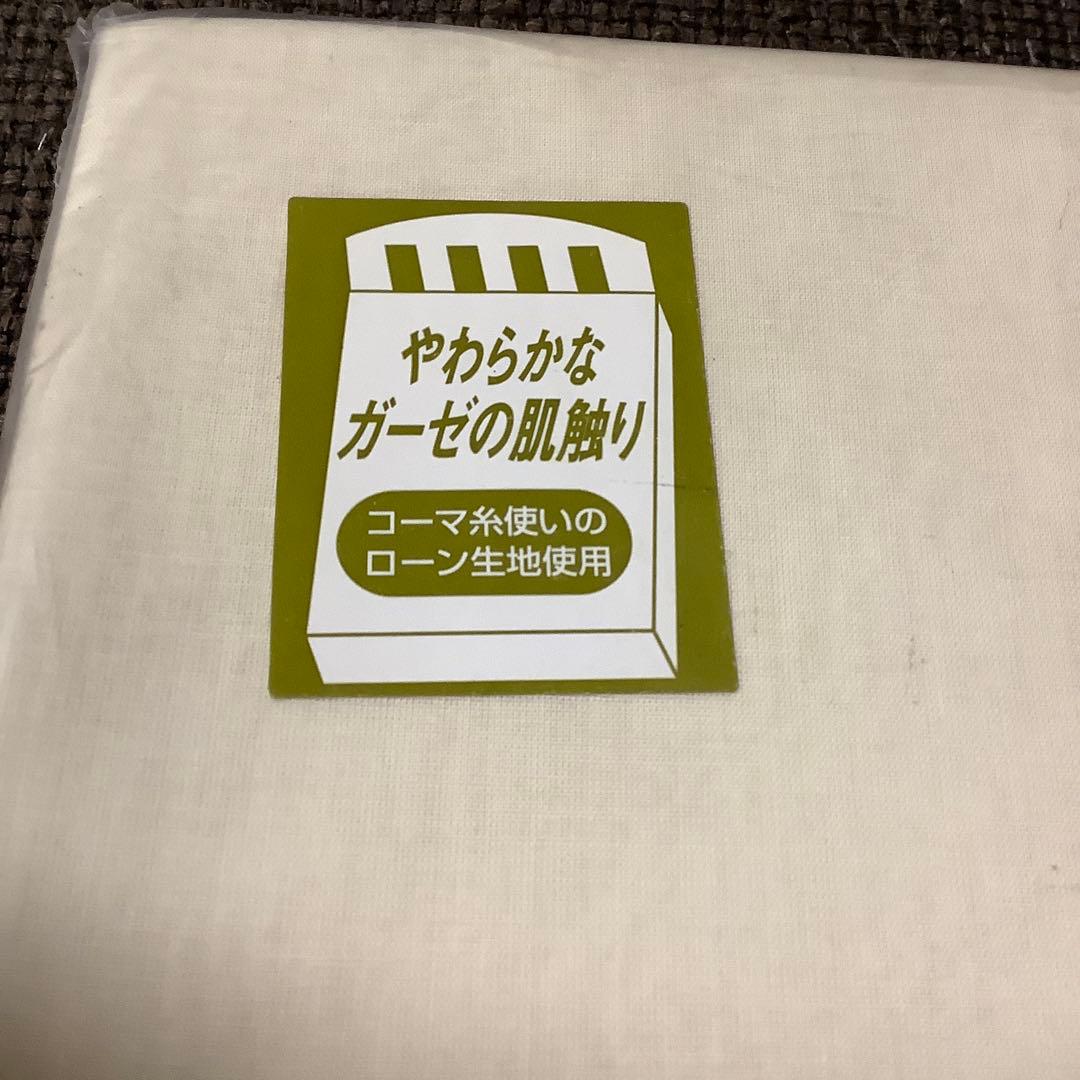 やわらかな
ガーゼの肌触り
コーマ糸使いの
ローン生地使用